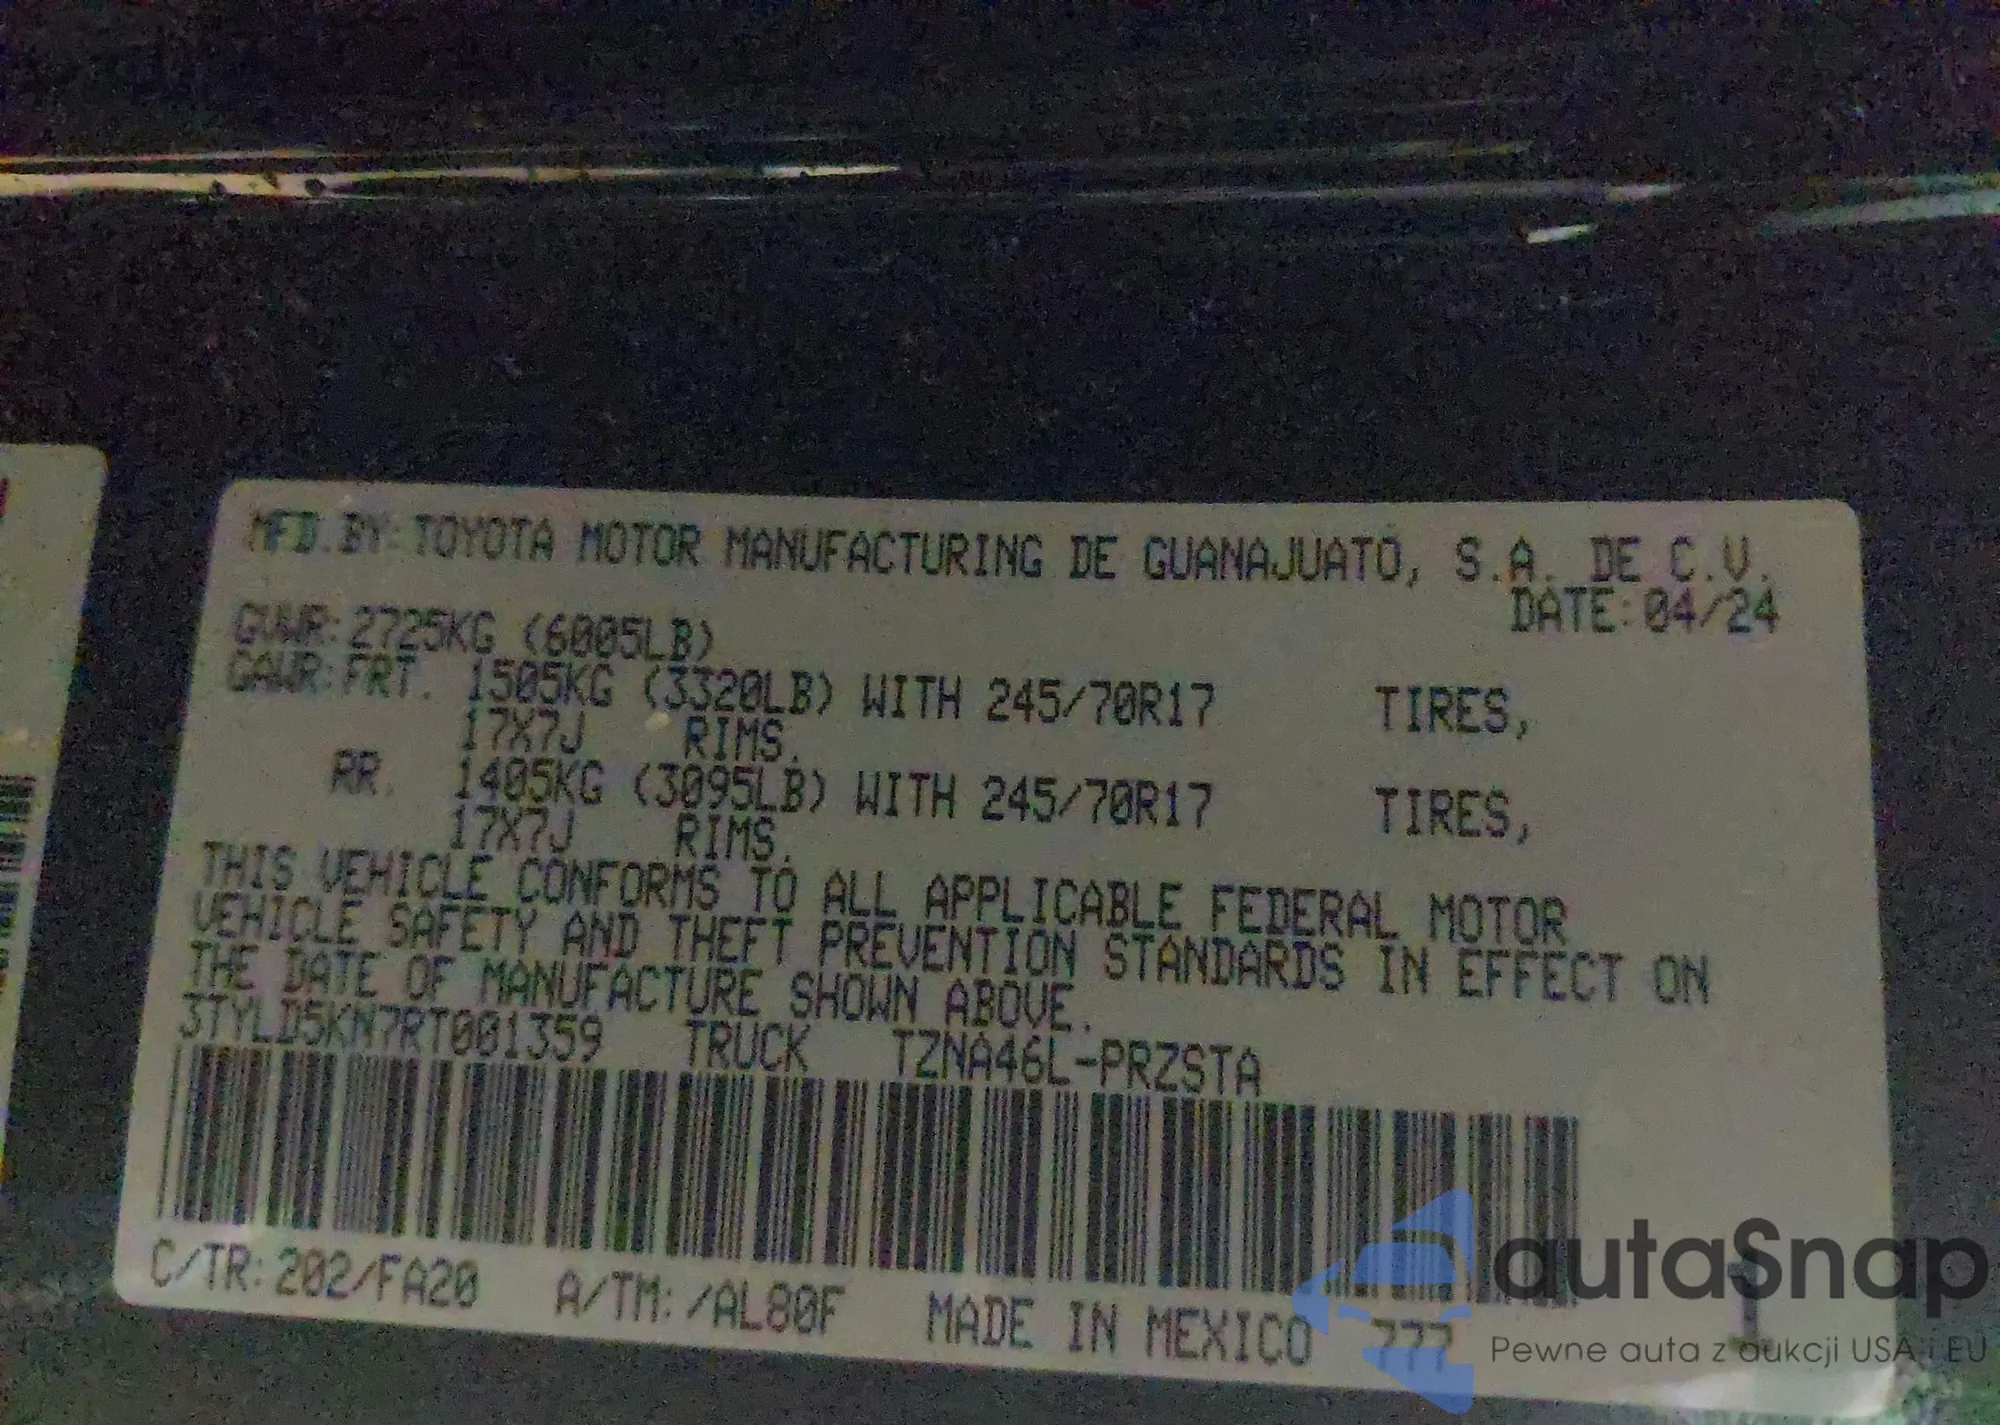 MFD. BY: TOYOTA MOTOR MANUFACTURING DE GUANAJUATO, S.A. DE C.V.
DATE: 04/24
GVWR: 2725KG (6005LB)
GAWR: FRT. 1505KG (3320LB) WITH 245/70R17 TIRES,
17X7J RIMS.
RR. 1405KG (3095LB) WITH 245/70R17 TIRES,
17X7J RIMS.
THIS VEHICLE CONFORMS TO ALL APPLICABLE FEDERAL MOTOR
VEHICLE SAFETY AND THEFT PREVENTION STANDARDS IN EFFECT ON
THE DATE OF MANUFACTURE SHOWN ABOVE.
3TYLD5KN7RT001359 TRUCK TZNA46L-PRZSTA
C/TR: 202/FA20 A/TM: /AL80F MADE IN MEXICO 777
autaSnap
Pewne auta z aukcji USA i EU